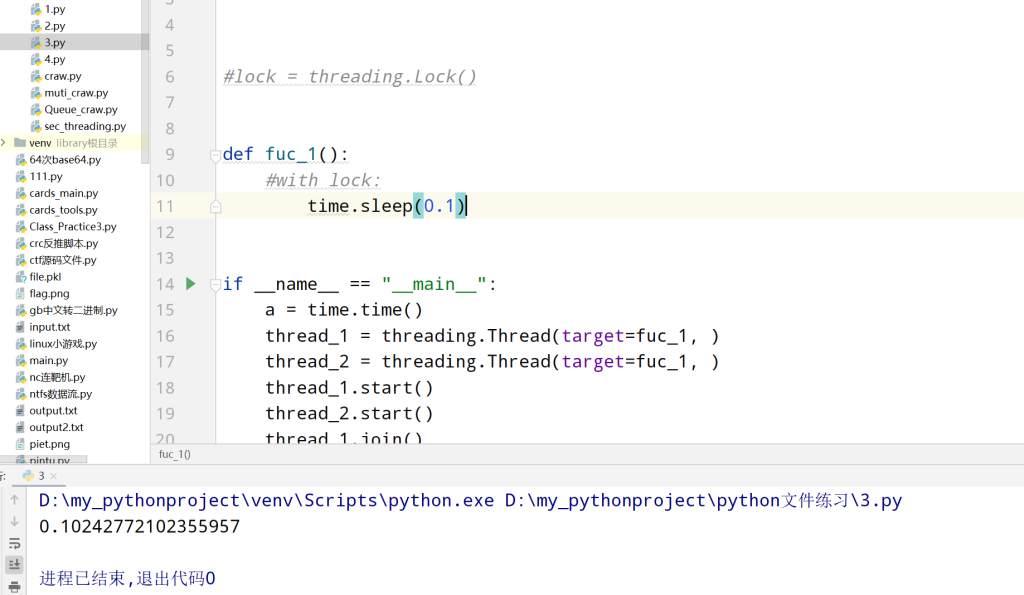 1.py
2.py
3.py
4.py
craw.py
muti_craw.py
Queue_craw.py
sec_threading.py
venv library根目录
64次base64.py
111.py
cards_main.py
cards_tools.py
Class_Practice3.py
crc反推脚本.py
ctf源码文件.py
file.pkl
flag.png
gb中文转二进制.py
input.txt
linux小游戏.py
main.py
nc连靶机.py
ntfs数据流.py
output.txt
output2.txt
piet.png
pintu.py
4
5
6 #lock = threading.Lock()
7
8
9 def fuc_1():
10 #with lock:
11 time.sleep(0.1)
12
13
14 if __name__ == "__main__":
15 a = time.time()
16 thread_1 = threading.Thread(target=fuc_1, )
17 thread_2 = threading.Thread(target=fuc_1, )
18 thread_1.start()
19 thread_2.start()
20 thread_1.join()
fuc_1()
3
D:\my_pythonproject\venv\Scripts\python.exe D:\my_pythonproject\python文件练习\3.py
0.10242772102355957
进程已结束,退出代码0